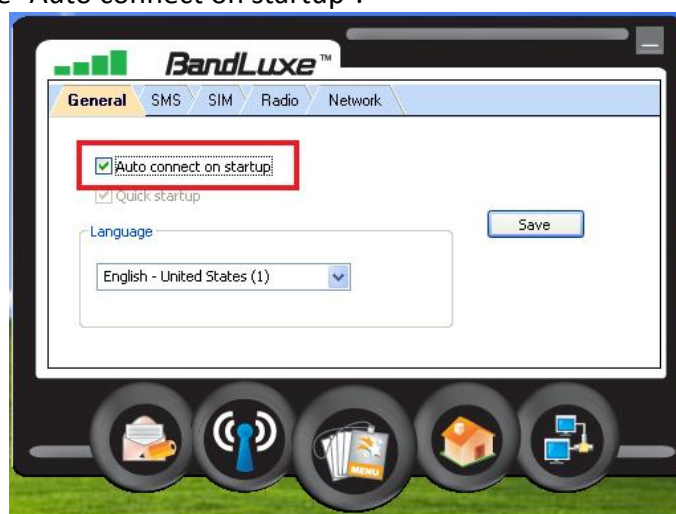 "Auto connect on startup".
BandLuxe™
General SMS SIM Radio Network
Auto connect on startup
Quick startup
Save
Language
English - United States (1)
MENU